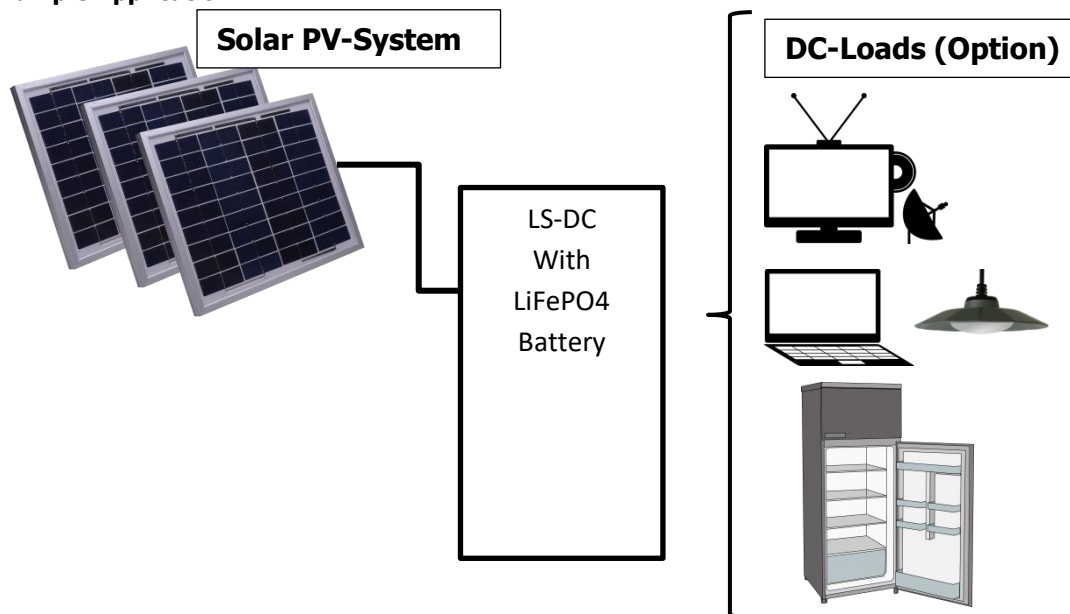 Solar PV-System
DC-Loads (Option)
LS-DC
With
LiFePO4
Battery